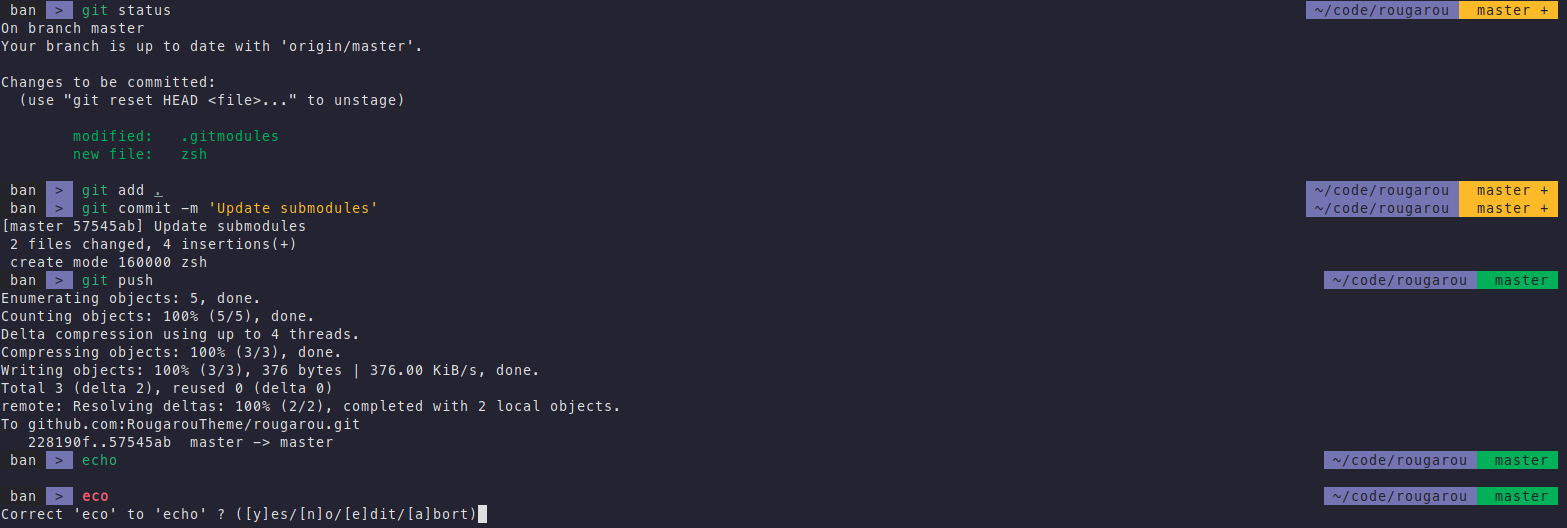 ban > git status ~/code/rougarou master +
On branch master
Your branch is up to date with 'origin/master'.
Changes to be committed:
(use "git reset HEAD <file>..." to unstage)
modified: .gitmodules
new file: zsh
ban > git add . ~/code/rougarou master +
ban > git commit -m 'Update submodules' ~/code/rougarou master +
[master 57545ab] Update submodules
2 files changed, 4 insertions(+)
create mode 160000 zsh
ban > git push ~/code/rougarou master
Enumerating objects: 5, done.
Counting objects: 100% (5/5), done.
Delta compression using up to 4 threads.
Compressing objects: 100% (3/3), done.
Writing objects: 100% (3/3), 376 bytes | 376.00 KiB/s, done.
Total 3 (delta 2), reused 0 (delta 0)
remote: Resolving deltas: 100% (2/2), completed with 2 local objects.
To github.com:RougarouTheme/rougarou.git
228190f..57545ab master -> master
ban > echo ~/code/rougarou master
ban > eco ~/code/rougarou master
Correct 'eco' to 'echo' ? ([y]es/[n]o/[e]dit/[a]bort)